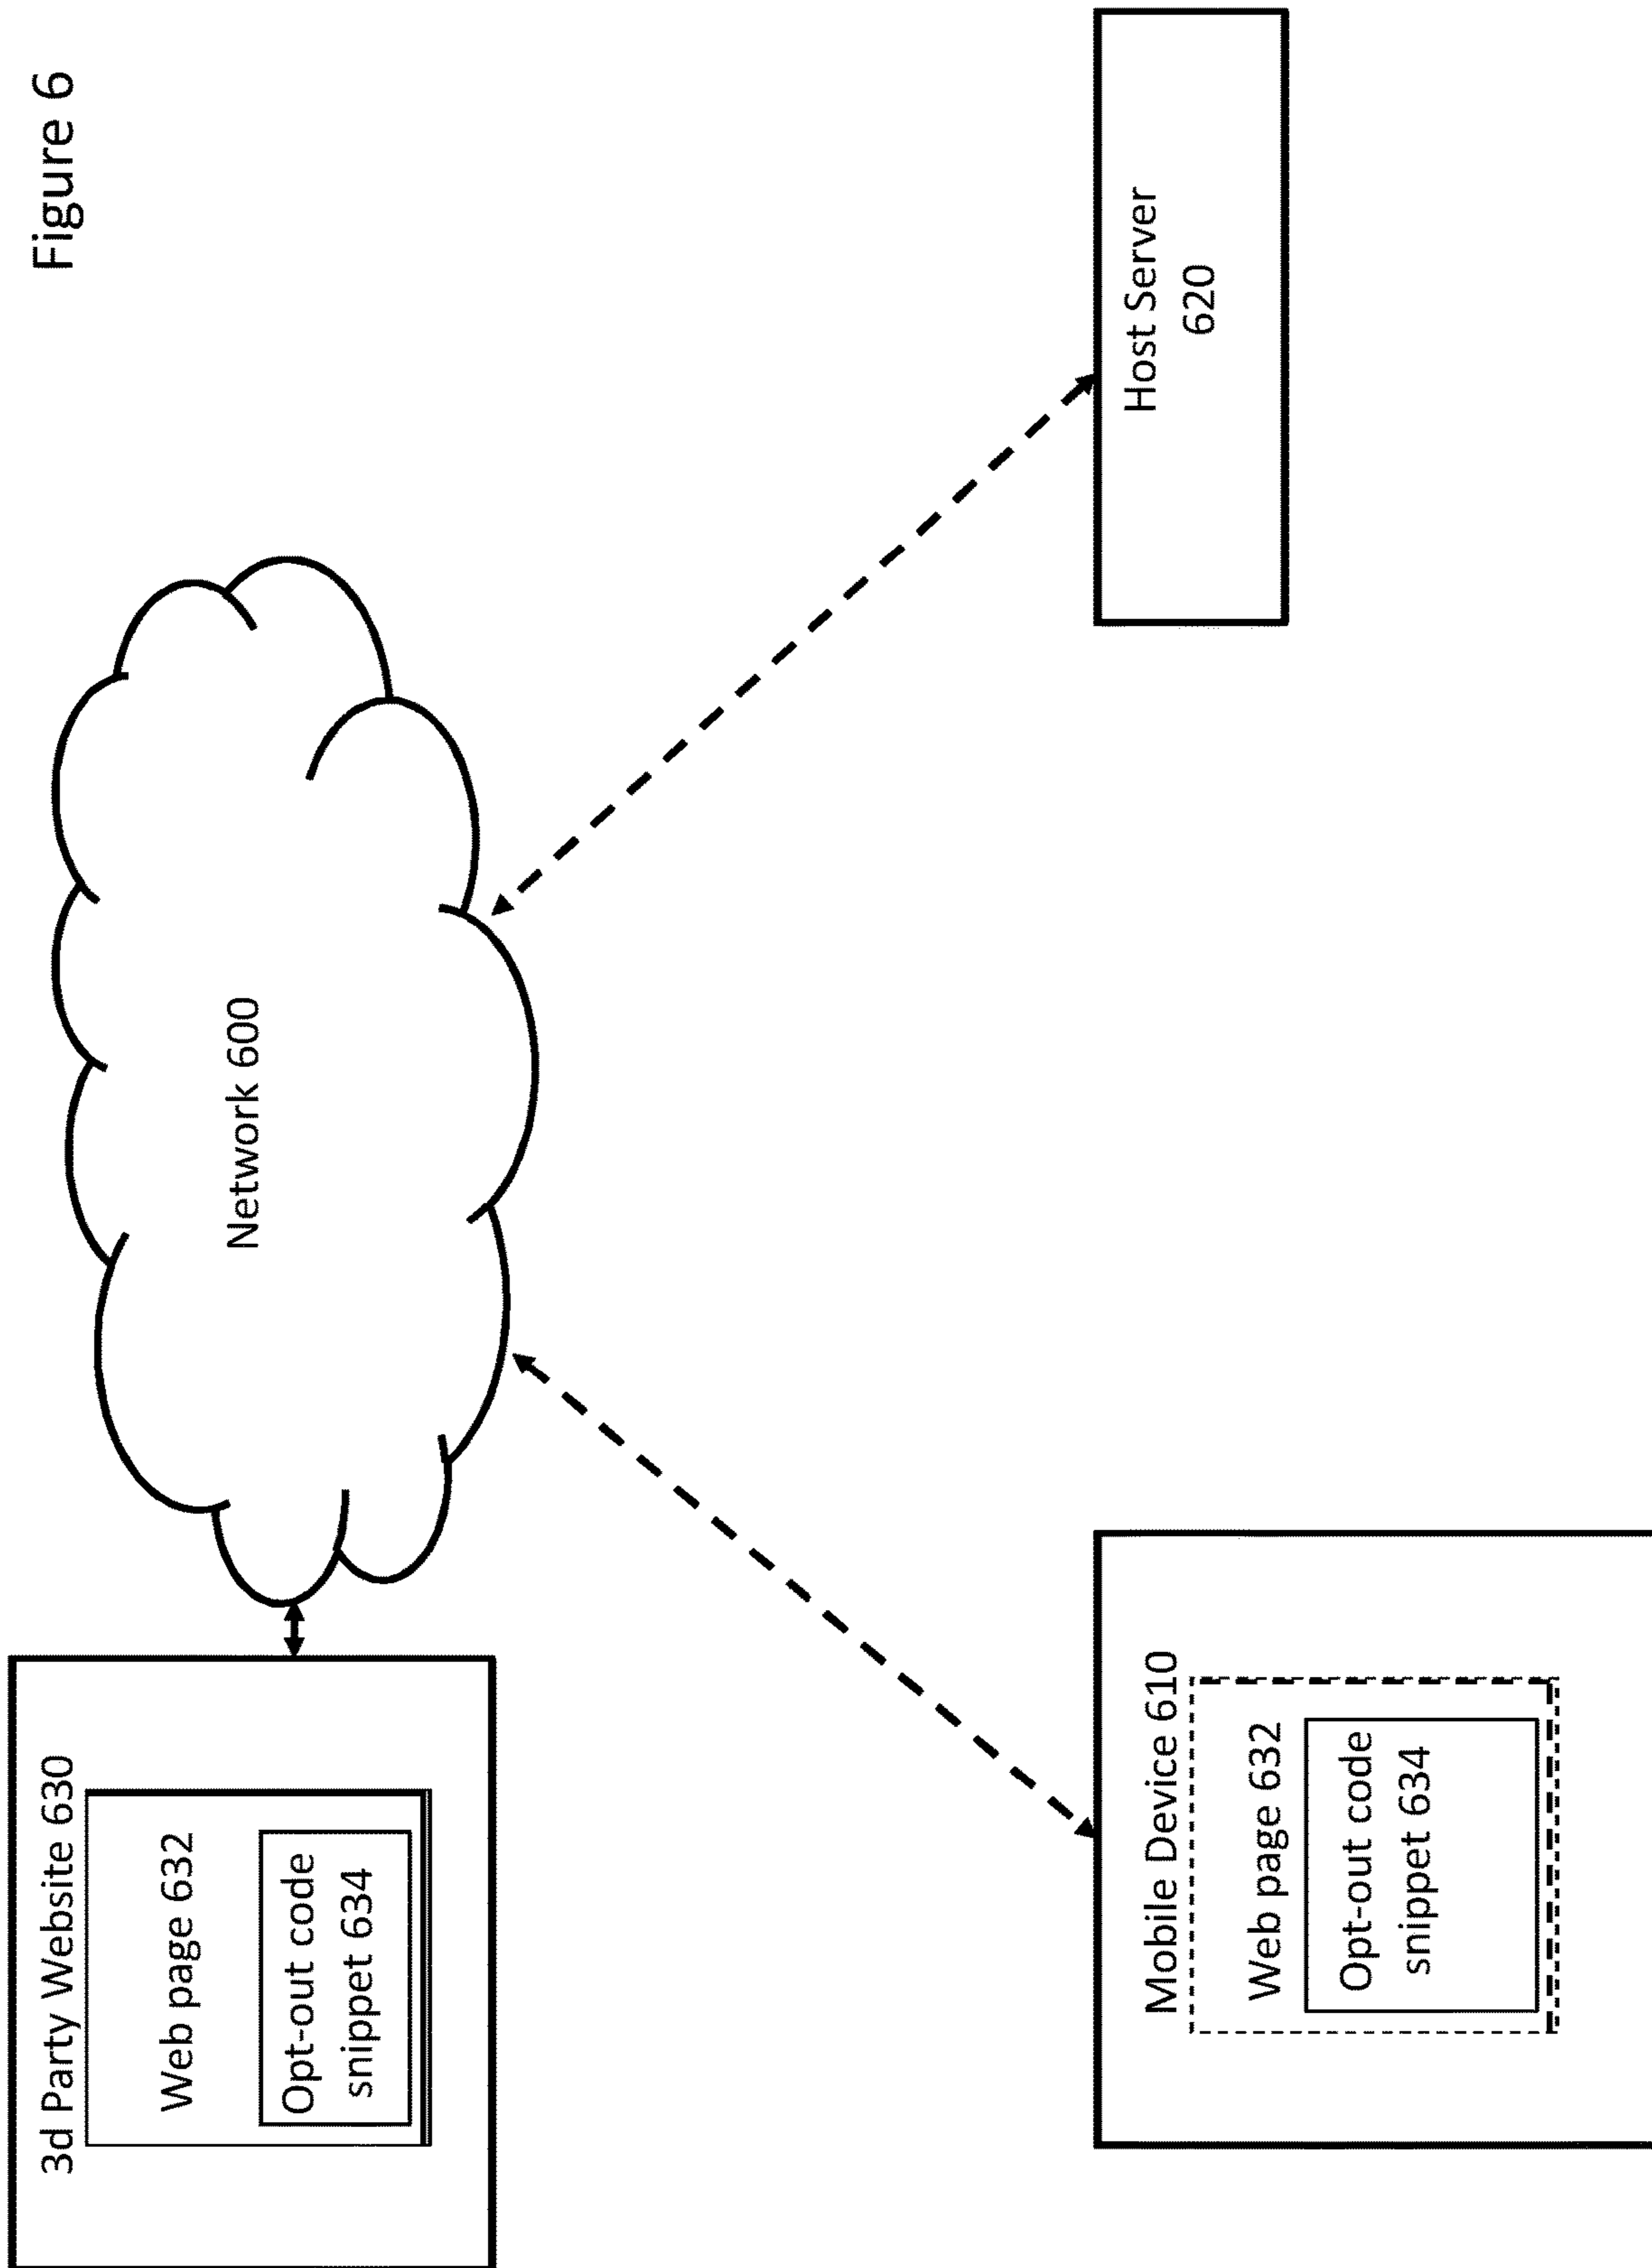 Figure 6
3d Party Website 630
Web page 632
Opt-out code
snippet 634
Network 600
Mobile Device 610
Web page 632
Opt-out code
snippet 634
Host Server
620